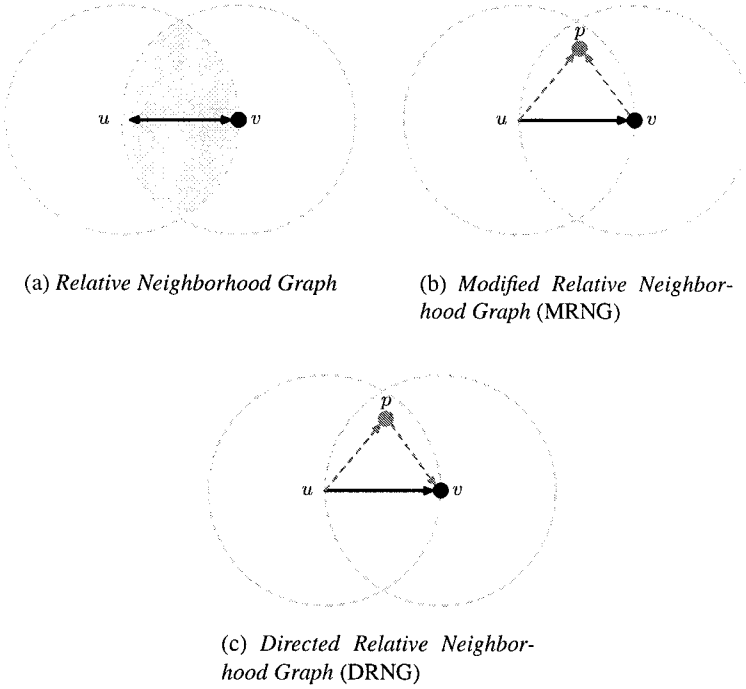 p
u v
p
u v
(a) Relative Neighborhood Graph
(b) Modified Relative Neighbor-
hood Graph (MRNG)
p
u v
(c) Directed Relative Neighbor-
hood Graph (DRNG)